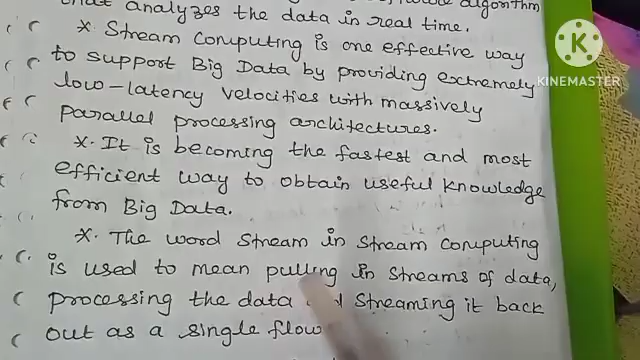 that analyzes the data in real time.
* Stream Computing is one effective way
to support Big Data by providing extremely
low-latency velocities with massively
parallel processing architectures.
*. It is becoming the fastest and most
efficient way to obtain useful knowledge
from Big Data.
*. The word stream in stream computing
is used to mean pulling in streams of data,
processing the data streaming it back
out as a single flow
KINEMASTER